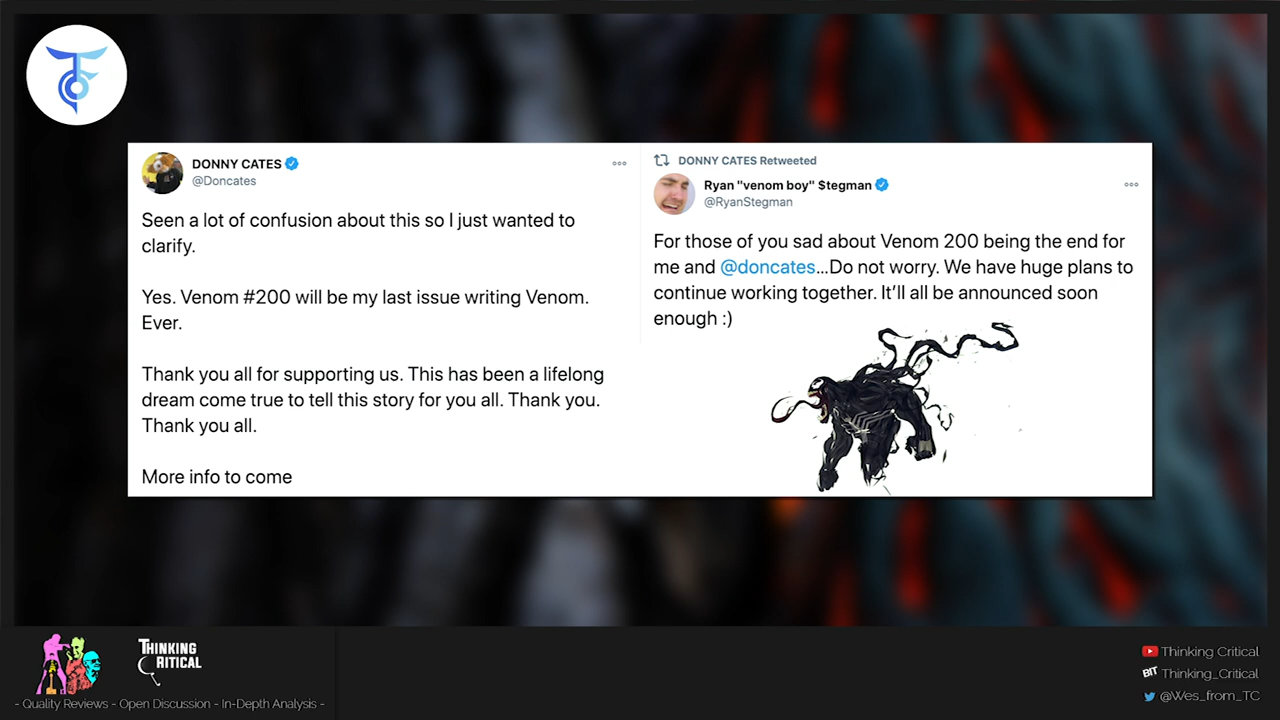 DONNY CATES
@Doncates
Seen a lot of confusion about this so I just wanted to
clarify.
Yes. Venom #200 will be my last issue writing Venom.
Ever.
Thank you all for supporting us. This has been a lifelong
dream come true to tell this story for you all. Thank you.
Thank you all.
More info to come
DONNY CATES Retweeted
Ryan "venom boy" $tegman
@RyanStegman
For those of you sad about Venom 200 being the end for
me and @doncates...Do not worry. We have huge plans to
continue working together. It’ll all be announced soon
enough :)
THINKING
CRITICAL
- Quality Reviews - Open Discussion - In-Depth Analysis -
Thinking Critical
BIT Thinking_Critical
@Wes_from_TC